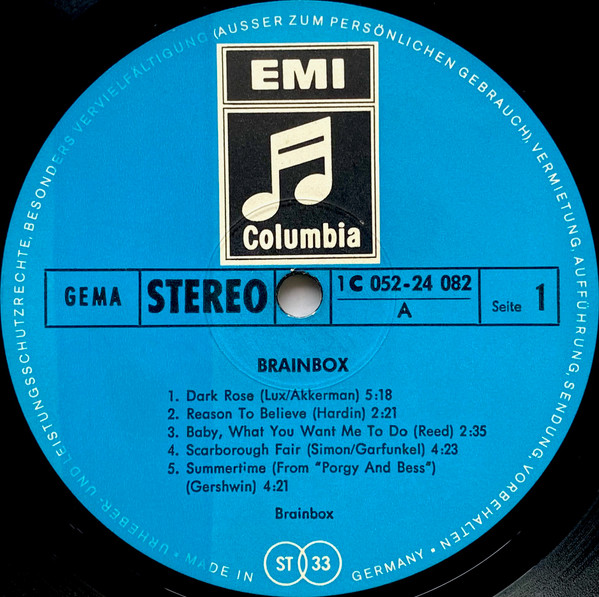 EMI
Columbia
GEMA
STEREO
1 C 052-24 082
A
Seite 1
BRAINBOX
1. Dark Rose (Lux/Akkerman) 5:18
2. Reason To Believe (Hardin) 2:21
3. Baby, What You Want Me To Do (Reed) 2:35
4. Scarborough Fair (Simon/Garfunkel) 4:23
5. Summertime (From “Porgy And Bess”)
(Gershwin) 4:21
Brainbox
URHEBER- UND LEISTUNGSSCHUTZRECHTE, BESONDERS VERVIELFÄLTIGUNG (AUSSER ZUM PERSÖNLICHEN GEBRAUCH), VERMIETUNG, AUFFÜHRUNG, SENDUNG, VORBEHALTEN •
MADE IN ST 33 GERMANY •